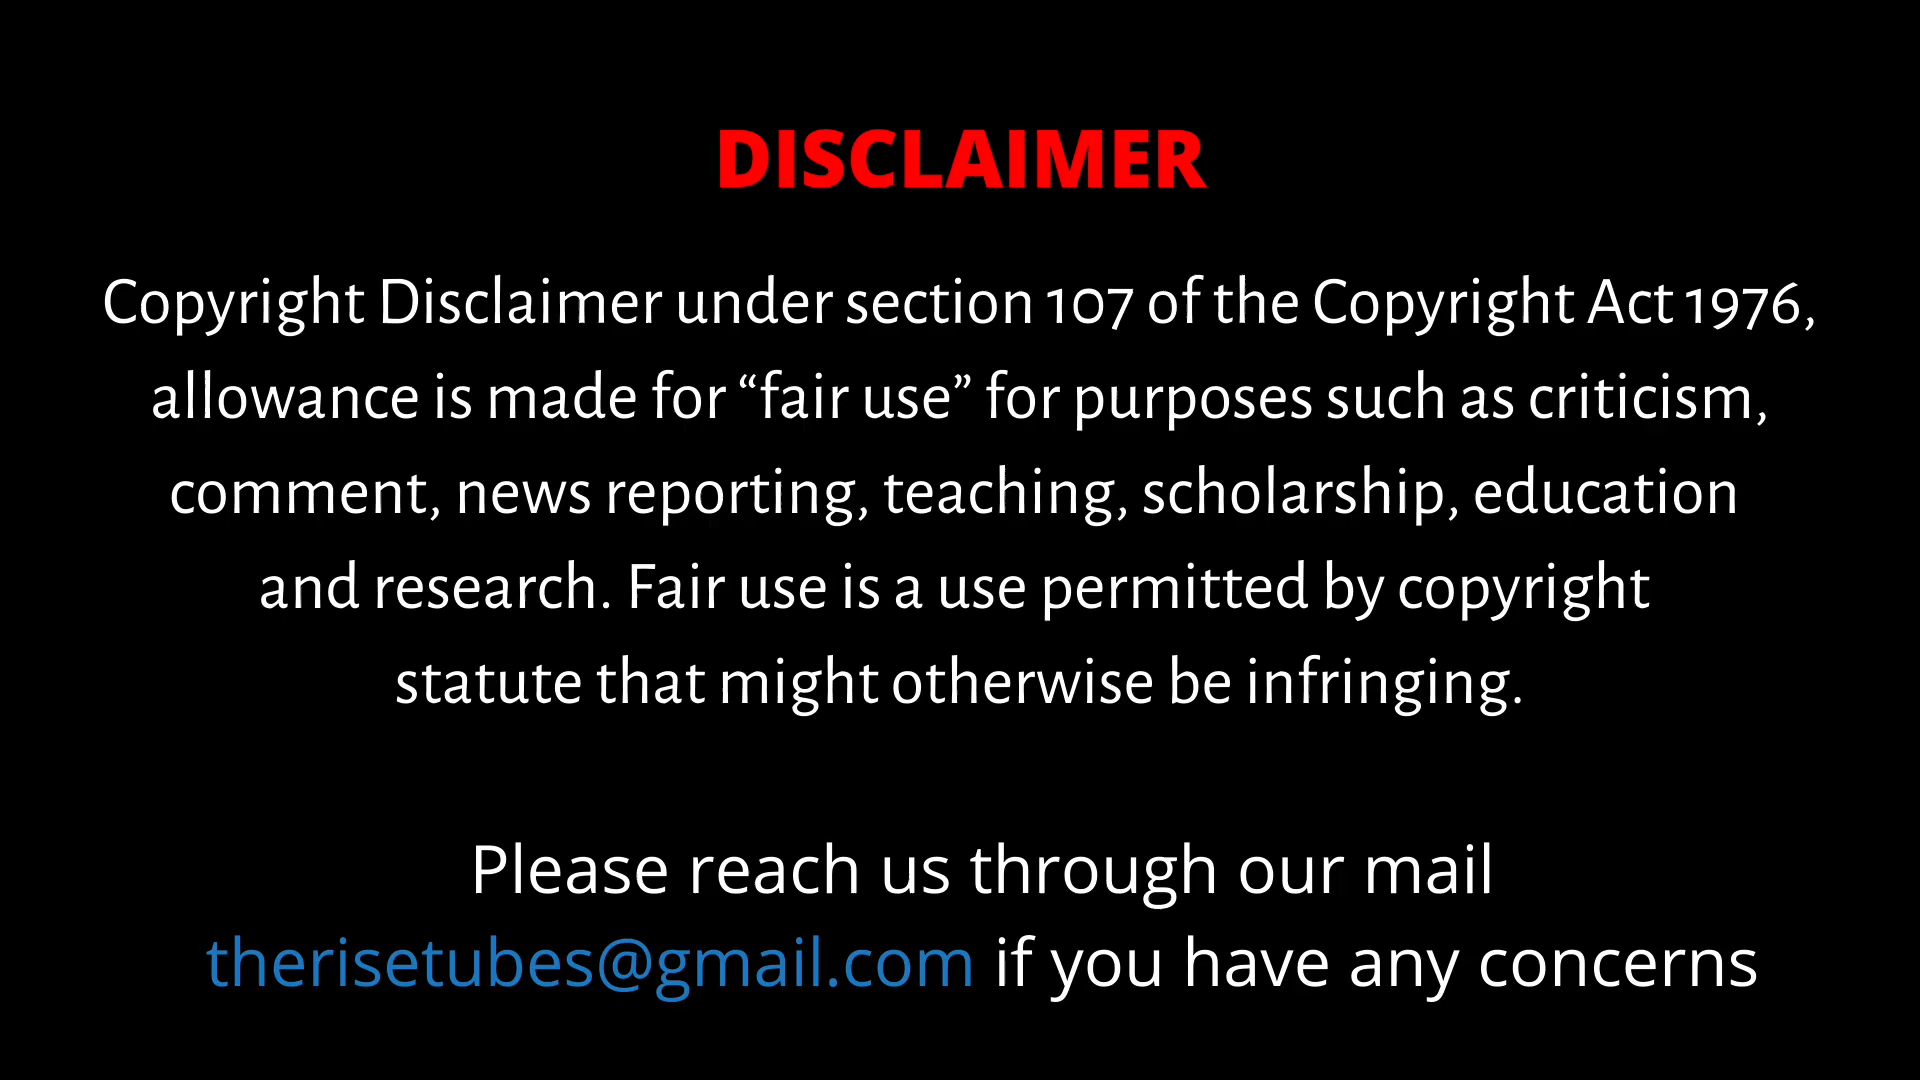 DISCLAIMER
Copyright Disclaimer under section 107 of the Copyright Act 1976,
allowance is made for “fair use” for purposes such as criticism,
comment, news reporting, teaching, scholarship, education
and research. Fair use is a use permitted by copyright
statute that might otherwise be infringing.
Please reach us through our mail
therisetubes@gmail.com if you have any concerns